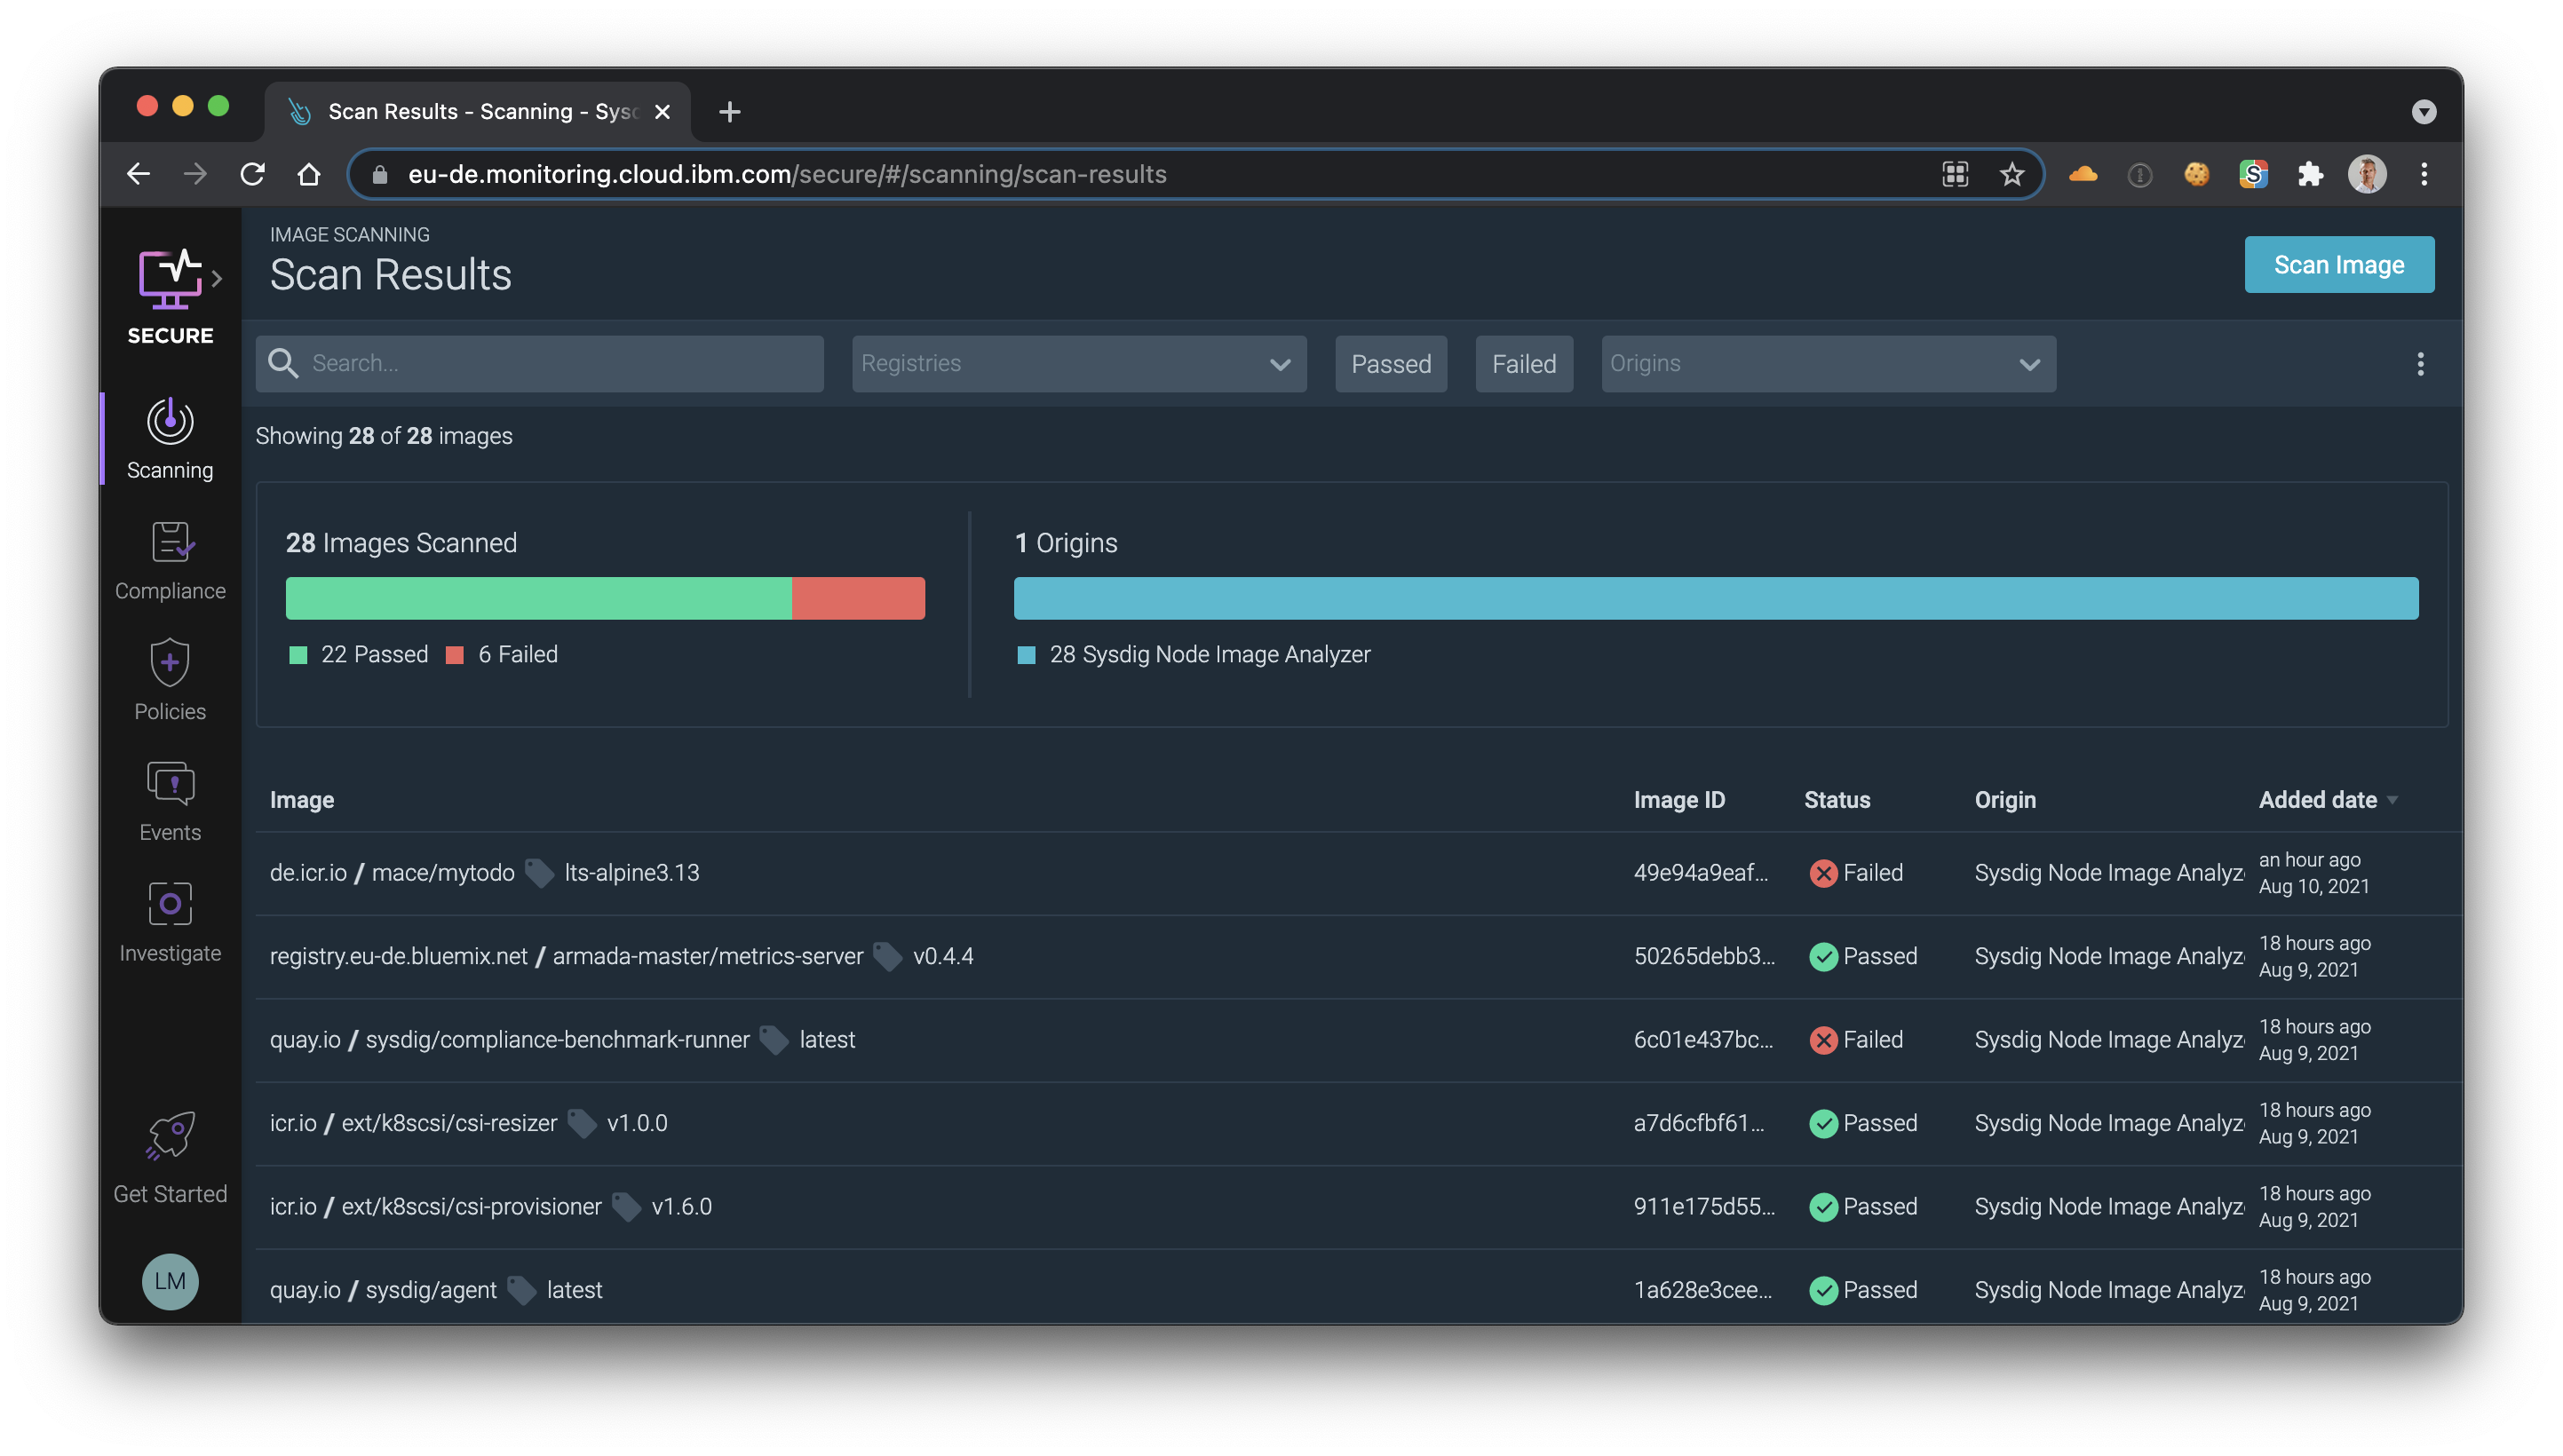 Scan Results - Scanning - Sysd
eu-de.monitoring.cloud.ibm.com/secure/#/scanning/scan-results
SECURE
Scanning
Compliance
Policies
Events
Investigate
Get Started
LM
IMAGE SCANNING
Scan Results
Scan Image
Search...
Registries
Passed
Failed
Origins
Showing 28 of 28 images
28 Images Scanned
22 Passed
6 Failed
1 Origins
28 Sysdig Node Image Analyzer
Image Image ID Status Origin Added date
de.icr.io / mace/mytodo lts-alpine3.13 49e94a9eaf... Failed Sysdig Node Image Analyz an hour ago
Aug 10, 2021
registry.eu-de.bluemix.net / armada-master/metrics-server v0.4.4 50265debb3... Passed Sysdig Node Image Analyz 18 hours ago
Aug 9, 2021
quay.io / sysdig/compliance-benchmark-runner latest 6c01e437bc... Failed Sysdig Node Image Analyz 18 hours ago
Aug 9, 2021
icr.io / ext/k8scsi/csi-resizer v1.0.0 a7d6cfbf61... Passed Sysdig Node Image Analyz 18 hours ago
Aug 9, 2021
icr.io / ext/k8scsi/csi-provisioner v1.6.0 911e175d55... Passed Sysdig Node Image Analyz 18 hours ago
Aug 9, 2021
quay.io / sysdig/agent latest 1a628e3cee... Passed Sysdig Node Image Analyz 18 hours ago
Aug 9, 2021